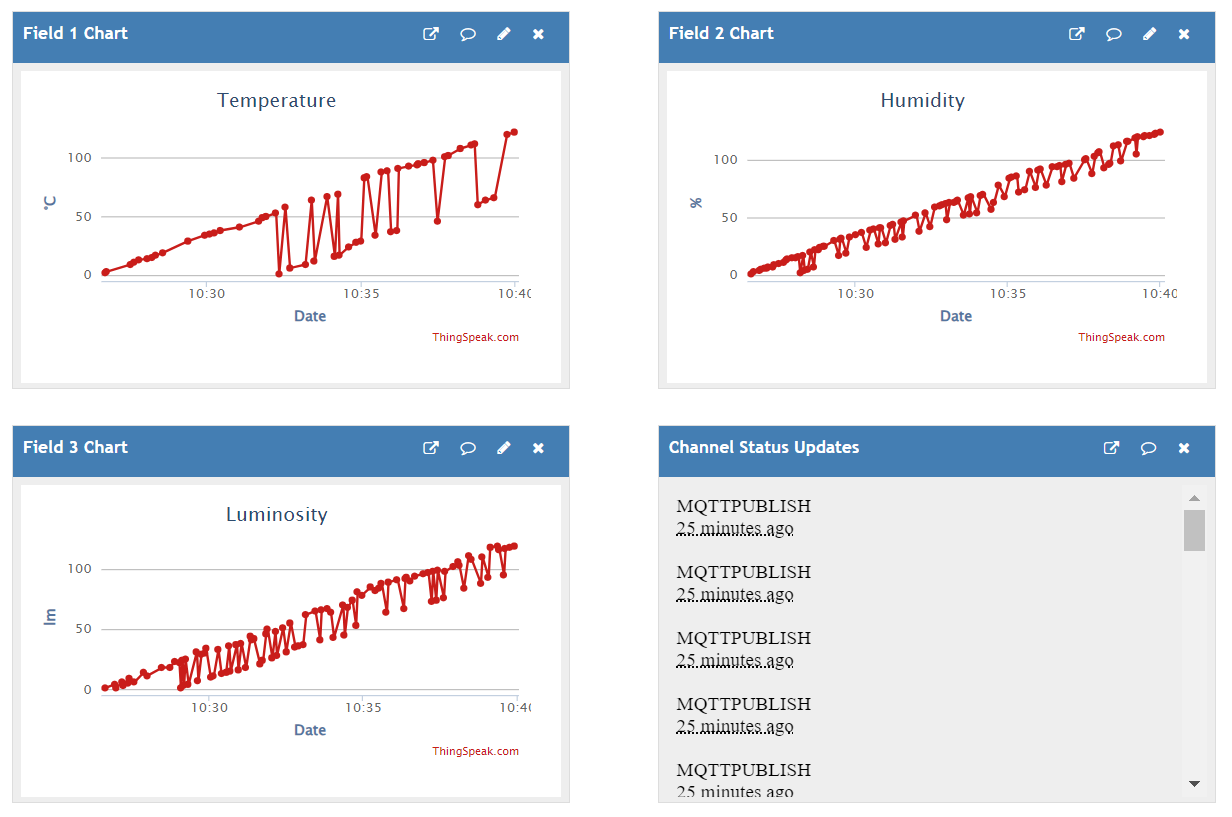 Field 1 Chart
Temperature
°C
100
50
0
10:30
10:35
10:40
Date
ThingSpeak.com
Field 2 Chart
Humidity
%
100
50
0
10:30
10:35
10:40
Date
ThingSpeak.com
Field 3 Chart
Luminosity
lm
100
50
0
10:30
10:35
10:40
Date
ThingSpeak.com
Channel Status Updates
MQTTPUBLISH
25 minutes ago
MQTTPUBLISH
25 minutes ago
MQTTPUBLISH
25 minutes ago
MQTTPUBLISH
25 minutes ago
MQTTPUBLISH
25 minutes ago